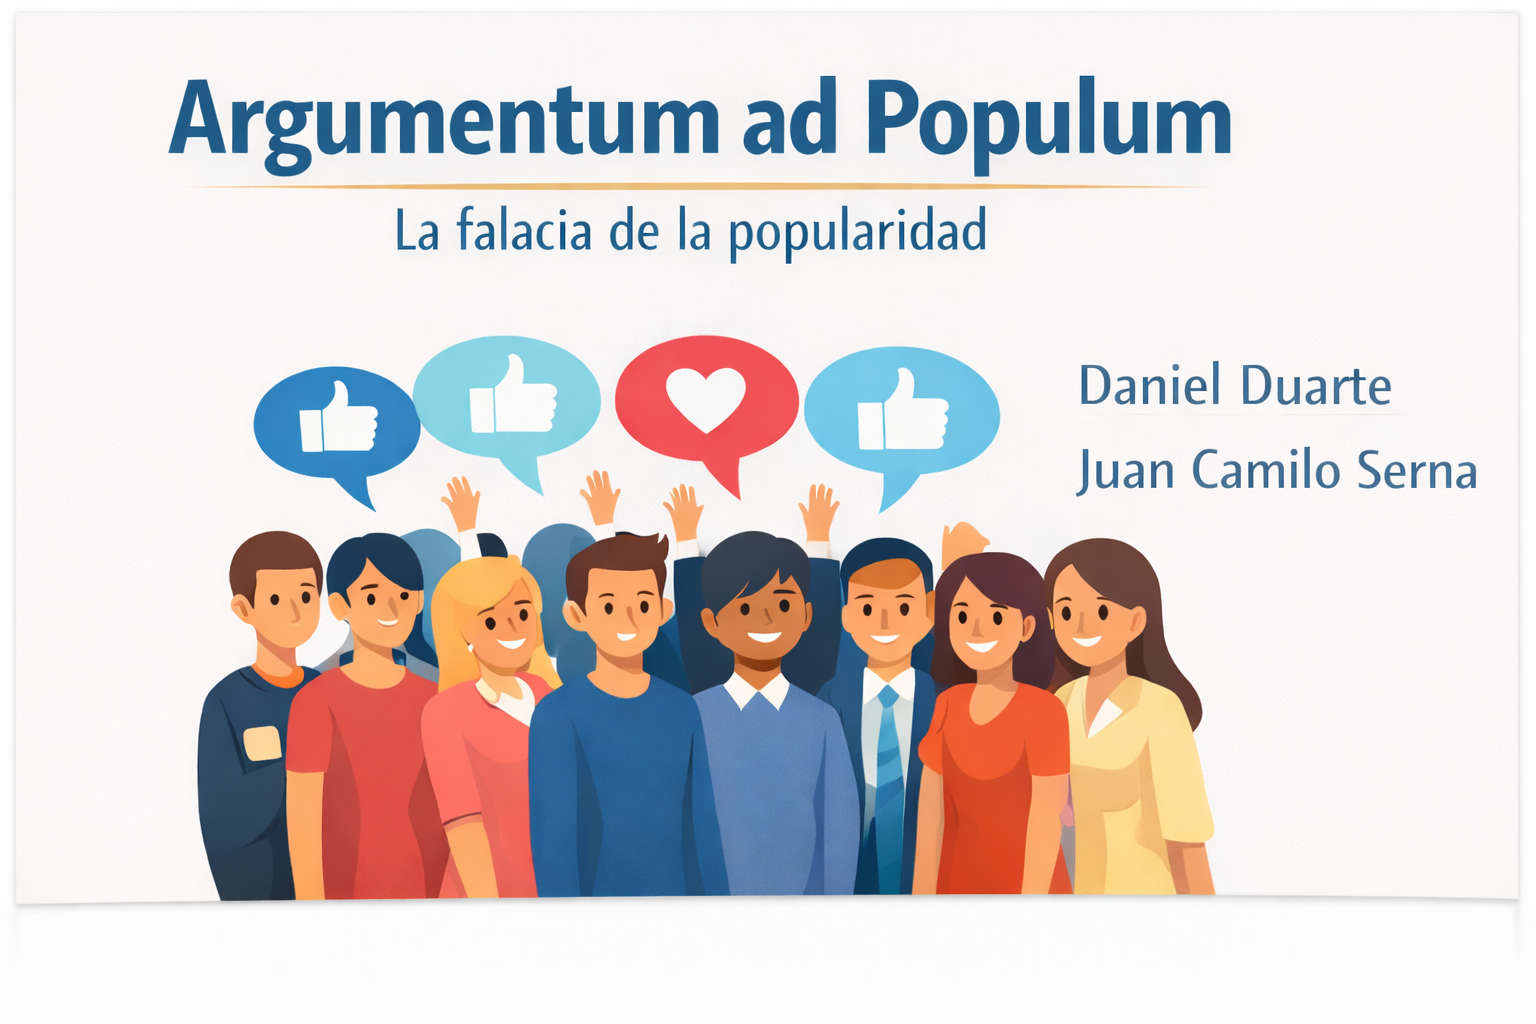 Argumentum ad Populum
La falacia de la popularidad
Daniel Duarte
Juan Camilo Serna